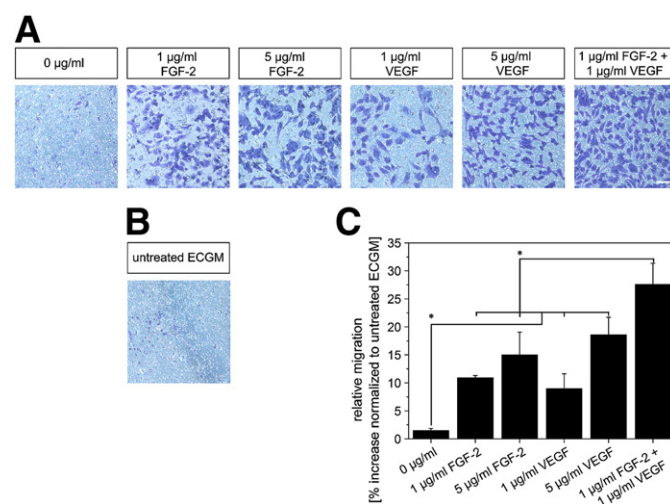 A
0 µg/ml
1 µg/ml
FGF-2
5 µg/ml
FGF-2
1 µg/ml
VEGF
5 µg/ml
VEGF
1 µg/ml FGF-2 +
1 µg/ml VEGF
B
untreated ECGM
C
relative migration
[% increase normalized to untreated ECGM]
35
30
25
20
15
10
5
0
*
*
0 µg/ml
1 µg/ml FGF-2
5 µg/ml FGF-2
1 µg/ml VEGF
5 µg/ml VEGF
1 µg/ml FGF-2 +
1 µg/ml VEGF